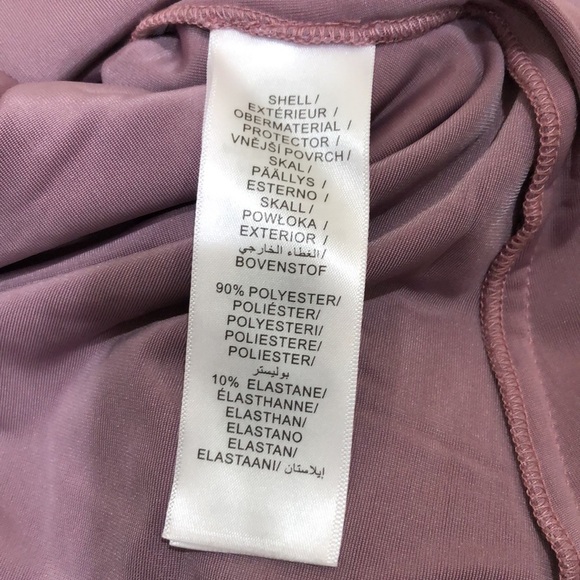 SHELL/
EXTÉRIEUR /
OBERMATERIAL /
PROTECTOR /
VNĚJŠI POVRCH /
SKAL /
PÄÄLLYS /
ESTERNO /
SKALL /
POWŁOKA /
EXTERIOR /
الغطاء الخارجي/
BOVENSTOF
90% POLYESTER/
POLIÉSTER/
POLYESTERI/
POLIESTERE/
POLIESTER/
بوليستر
10% ELASTANE/
ÉLASTHANNE/
ELASTHAN/
ELASTANO
ELASTAN/
ELASTAANI/ إيلاستان/